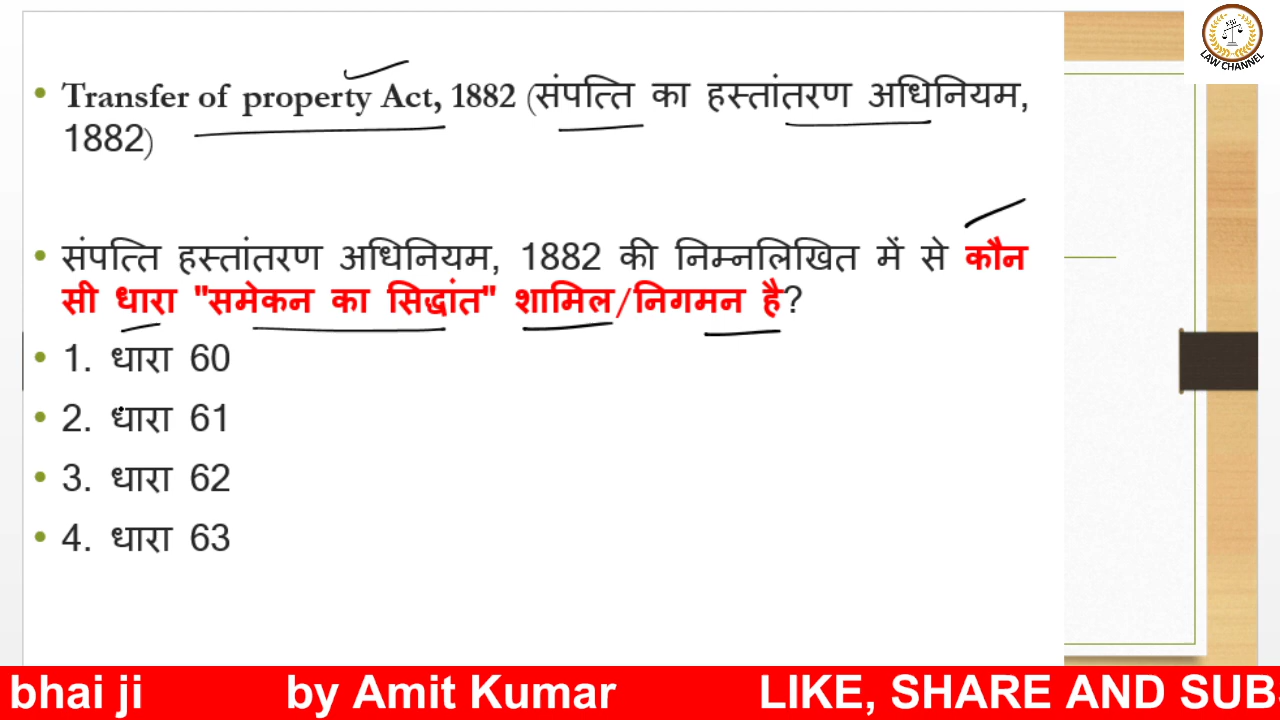 LAW CHANNEL
• Transfer of property Act, 1882 (संपत्ति का हस्तांतरण अधिनियम,
1882)
• संपत्ति हस्तांतरण अधिनियम, 1882 की निम्नलिखित में से कौन
सी धारा "समेकन का सिद्धांत" शामिल/निगमन है?
• 1. धारा 60
• 2. धारा 61
• 3. धारा 62
• 4. धारा 63
bhai ji by Amit Kumar LIKE, SHARE AND SUB